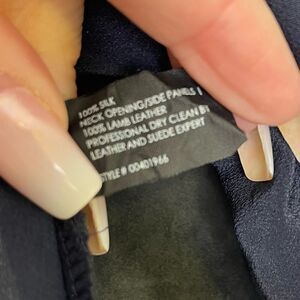 100% SILK
NECK OPENING/SIDE PANELS
100% LAMB LEATHER
PROFESSIONAL DRY CLEAN BY
LEATHER AND SUEDE EXPERT
STYLE # 00401966